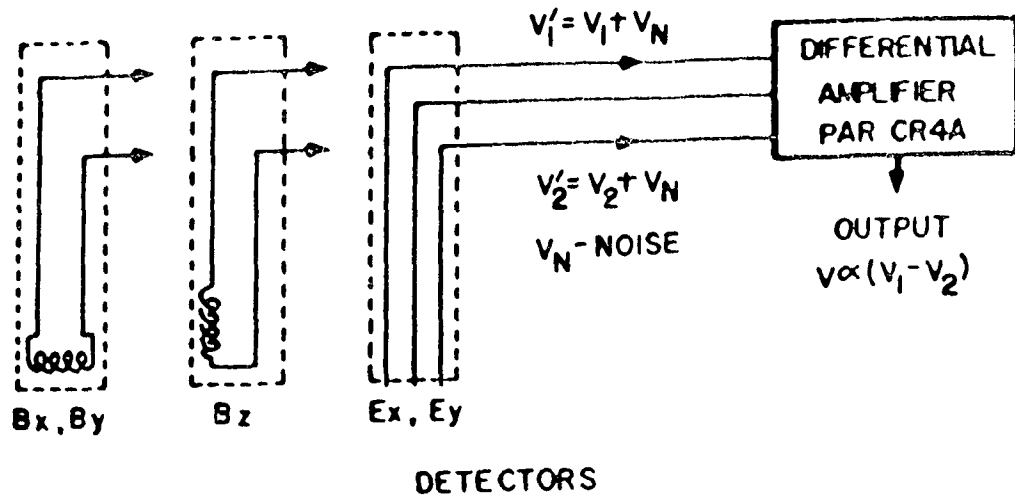 V₁' = V₁ + V_N
DIFFERENTIAL
AMPLIFIER
PAR CR4A
V₂' = V₂ + V_N
V_N - NOISE
OUTPUT
V ∝ (V₁ - V₂)
Bx, By
Bz
Ex, Ey
DETECTORS